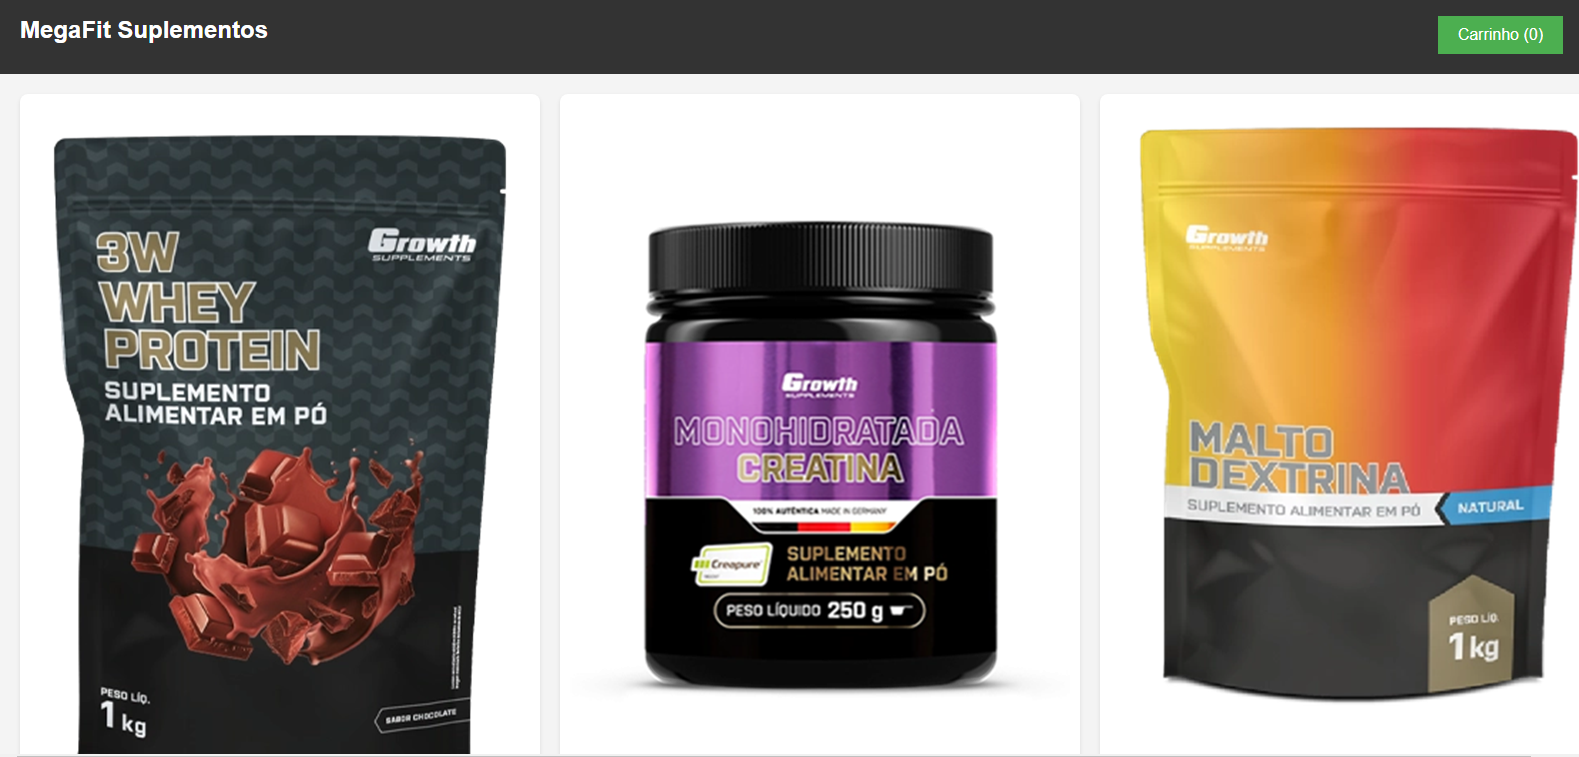 MegaFit Suplementos
Carrinho (0)
3W
WHEY
PROTEIN
Growth
SUPPLEMENTS
SUPLEMENTO
ALIMENTAR EM PÓ
PESO LÍQ.
1 kg
SABOR CHOCOLATE
Growth
SUPPLEMENTS
MONOHIDRATADA
CREATINA
100% AUTÊNTICA MADE IN GERMANY
Creapure
SUPLEMENTO
ALIMENTAR EM PÓ
PESO LÍQUIDO 250 g
Growth
SUPPLEMENTS
MALTO
DEXTRINA
SUPLEMENTO ALIMENTAR EM PÓ
NATURAL
PESO LÍQ.
1 kg